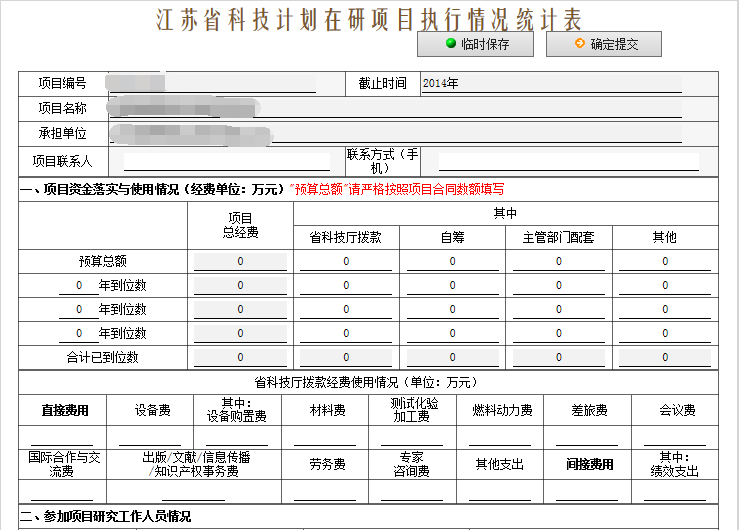 江苏省科技计划在研项目执行情况统计表
临时保存 确定提交
项目编号 截止时间 2014年
项目名称
承担单位
项目联系人 联系方式（手
机）
一、项目资金落实与使用情况（经费单位：万元）"预算总额"请严格按照项目合同数额填写
项目
总经费
其中
省科技厅拨款 自筹 主管部门配套 其他
预算总额 0 0 0 0 0
0 年到位数 0 0 0 0 0
0 年到位数 0 0 0 0 0
0 年到位数 0 0 0 0 0
合计已到位数 0 0 0 0 0
省科技厅拨款经费使用情况（单位：万元）
直接费用 设备费 其中：
设备购置费 材料费 测试化验
加工费 燃料动力费 差旅费 会议费
国际合作与交
流费 出版/文献/信息传播
/知识产权事务费 劳务费 专家
咨询费 其他支出 间接费用 其中：
绩效支出
二、参加项目研究工作人员情况